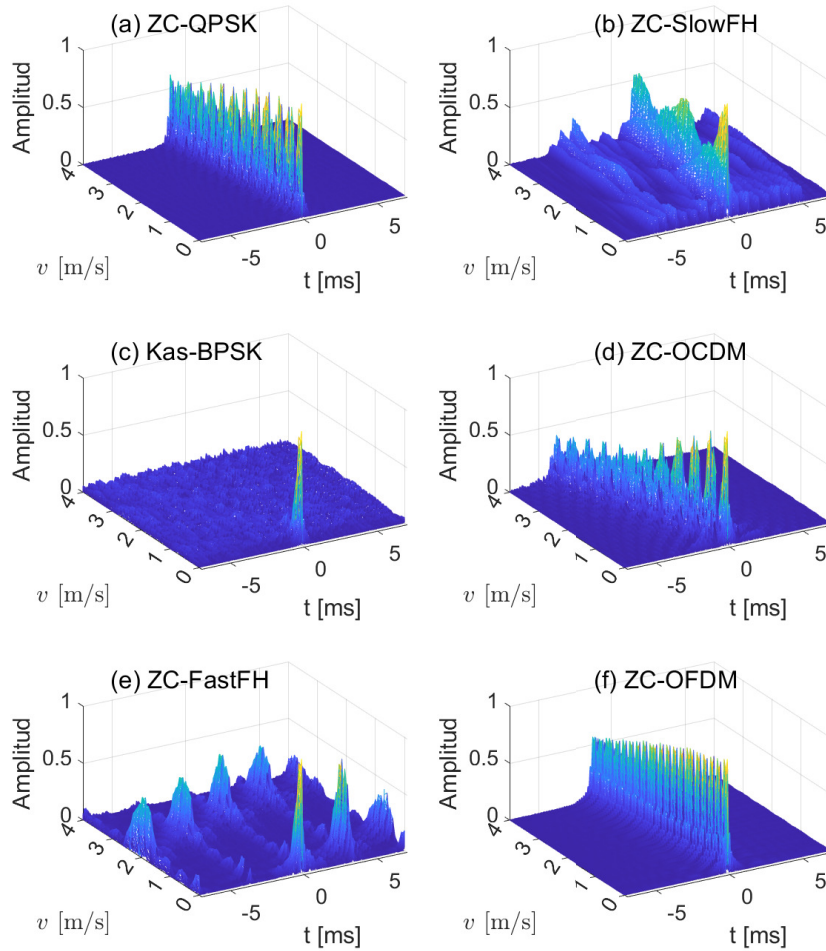 (a) ZC-QPSK
1
0.5
0
Amplitud
4
3
2
1
0
v [m/s]
-5
0
5
t [ms]
(b) ZC-SlowFH
1
0.5
0
Amplitud
4
3
2
1
0
v [m/s]
-5
0
5
t [ms]
(c) Kas-BPSK
1
0.5
0
Amplitud
4
3
2
1
0
v [m/s]
-5
0
5
t [ms]
(d) ZC-OCDM
1
0.5
0
Amplitud
4
3
2
1
0
v [m/s]
-5
0
5
t [ms]
(e) ZC-FastFH
1
0.5
0
Amplitud
4
3
2
1
0
v [m/s]
-5
0
5
t [ms]
(f) ZC-OFDM
1
0.5
0
Amplitud
4
3
2
1
0
v [m/s]
-5
0
5
t [ms]